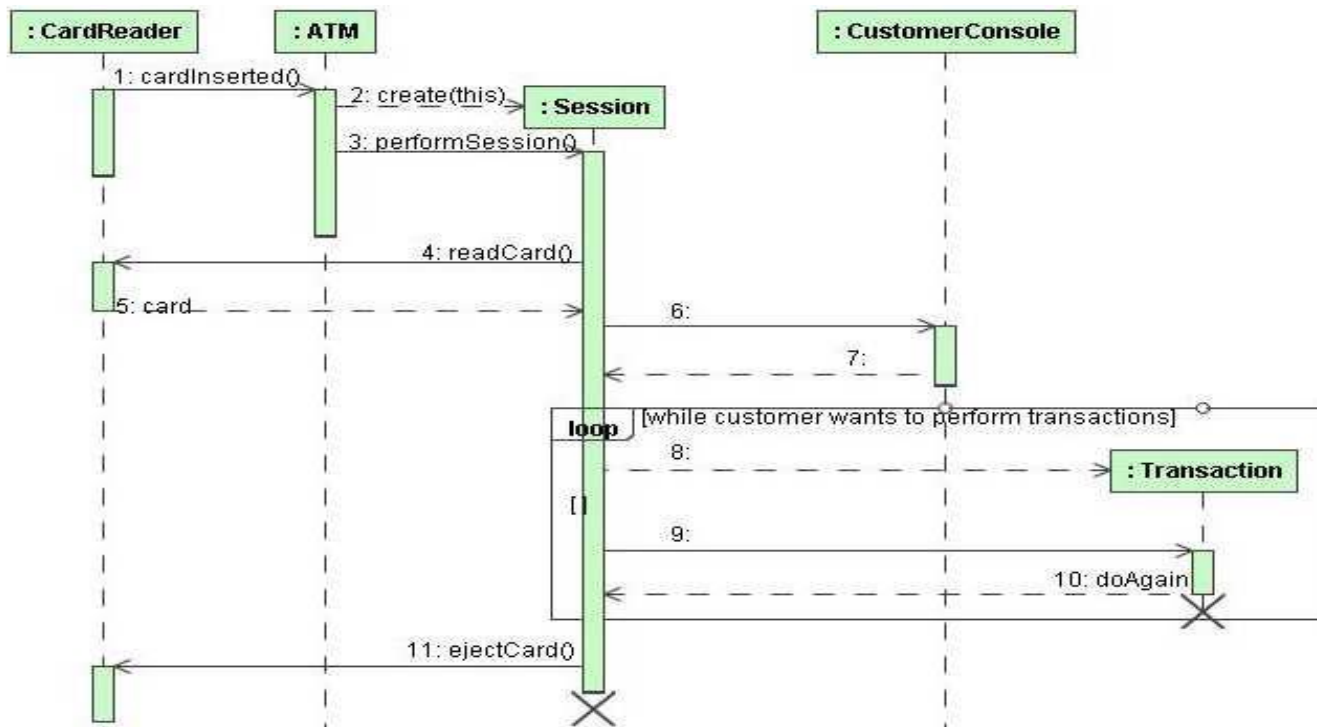 : CardReader
: ATM
: CustomerConsole
1: cardInserted()
2: create(this)
: Session
3: performSession()
4: readCard()
5: card
6:
7:
loop
[while customer wants to perform transactions]
8:
: Transaction
[ ]
9:
10: doAgain
11: ejectCard()